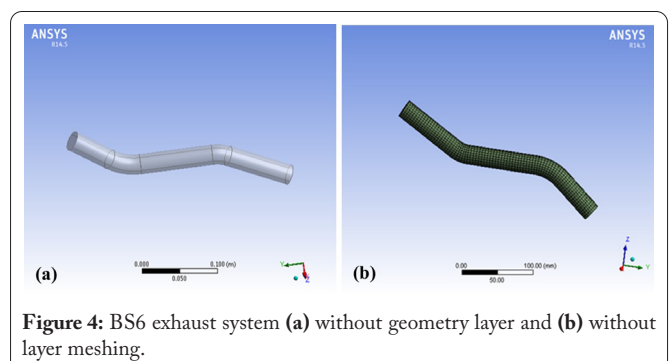 ANSYS
R14.5
ANSYS
R14.5
0.000
0.100 (m)
0.050
Y
Z
(a)
0.00
100.00 (mm)
50.00
Z
Y
(b)
Figure 4: BS6 exhaust system (a) without geometry layer and (b) without
layer meshing.